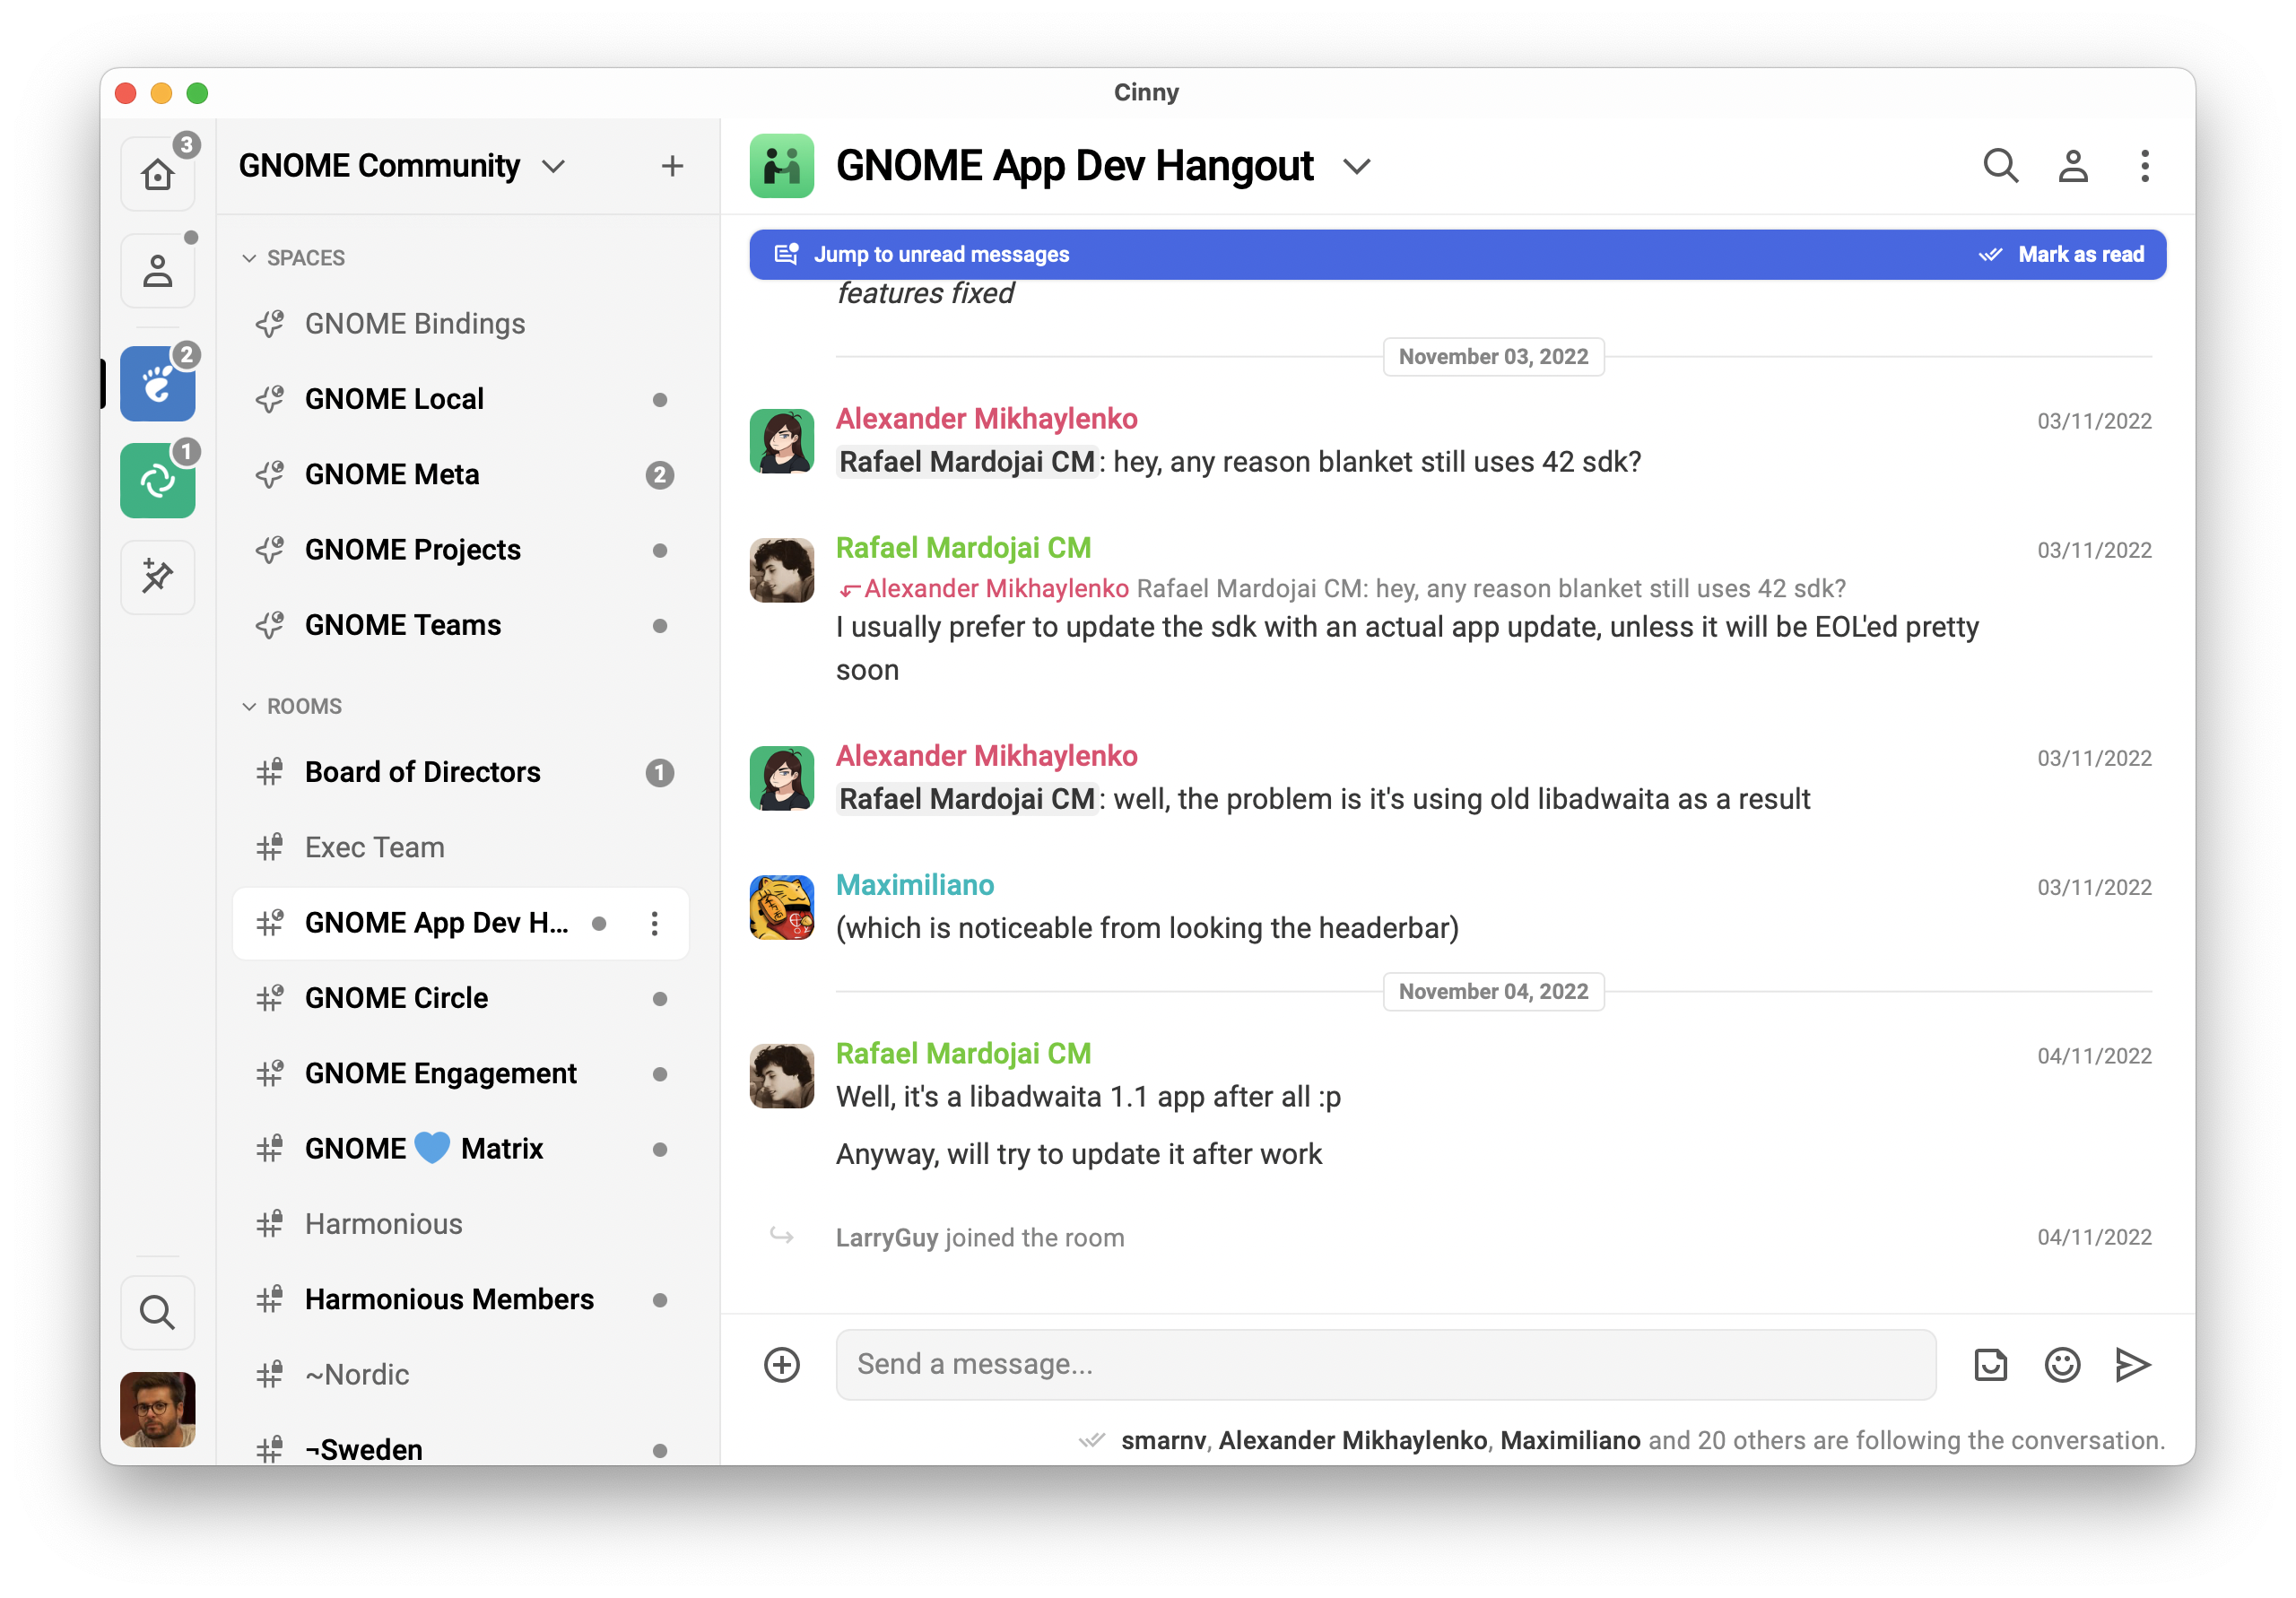 Cinny
3
2
1
GNOME Community
SPACES
GNOME Bindings
GNOME Local
GNOME Meta
2
GNOME Projects
GNOME Teams
ROOMS
Board of Directors
1
Exec Team
GNOME App Dev H...
GNOME Circle
GNOME Engagement
GNOME 💙 Matrix
Harmonious
Harmonious Members
~Nordic
¬Sweden
GNOME App Dev Hangout
Jump to unread messages
Mark as read
features fixed
November 03, 2022
Alexander Mikhaylenko
03/11/2022
Rafael Mardojai CM: hey, any reason blanket still uses 42 sdk?
Rafael Mardojai CM
03/11/2022
Alexander Mikhaylenko Rafael Mardojai CM: hey, any reason blanket still uses 42 sdk?
I usually prefer to update the sdk with an actual app update, unless it will be EOL'ed pretty
soon
Alexander Mikhaylenko
03/11/2022
Rafael Mardojai CM: well, the problem is it's using old libadwaita as a result
Maximiliano
03/11/2022
(which is noticeable from looking the headerbar)
November 04, 2022
Rafael Mardojai CM
04/11/2022
Well, it's a libadwaita 1.1 app after all :p
Anyway, will try to update it after work
LarryGuy joined the room
04/11/2022
Send a message...
smarnv, Alexander Mikhaylenko, Maximiliano and 20 others are following the conversation.